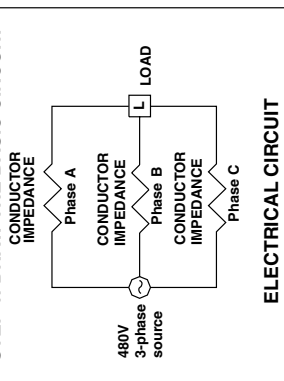 CONDUCTOR
IMPEDANCE
Phase A
CONDUCTOR
IMPEDANCE
Phase B
CONDUCTOR
IMPEDANCE
Phase C
480V
3-phase
source
L
LOAD
ELECTRICAL CIRCUIT